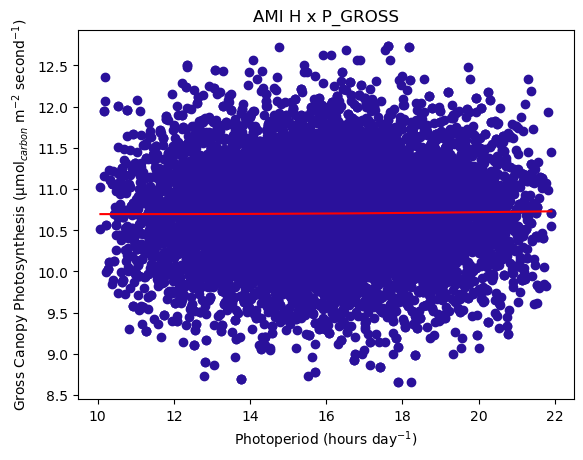 AMI H x P_GROSS
Gross Canopy Photosynthesis (μmol_carbon m⁻² second⁻¹)
12.5
12.0
11.5
11.0
10.5
10.0
9.5
9.0
8.5
10 12 14 16 18 20 22
Photoperiod (hours day⁻¹)